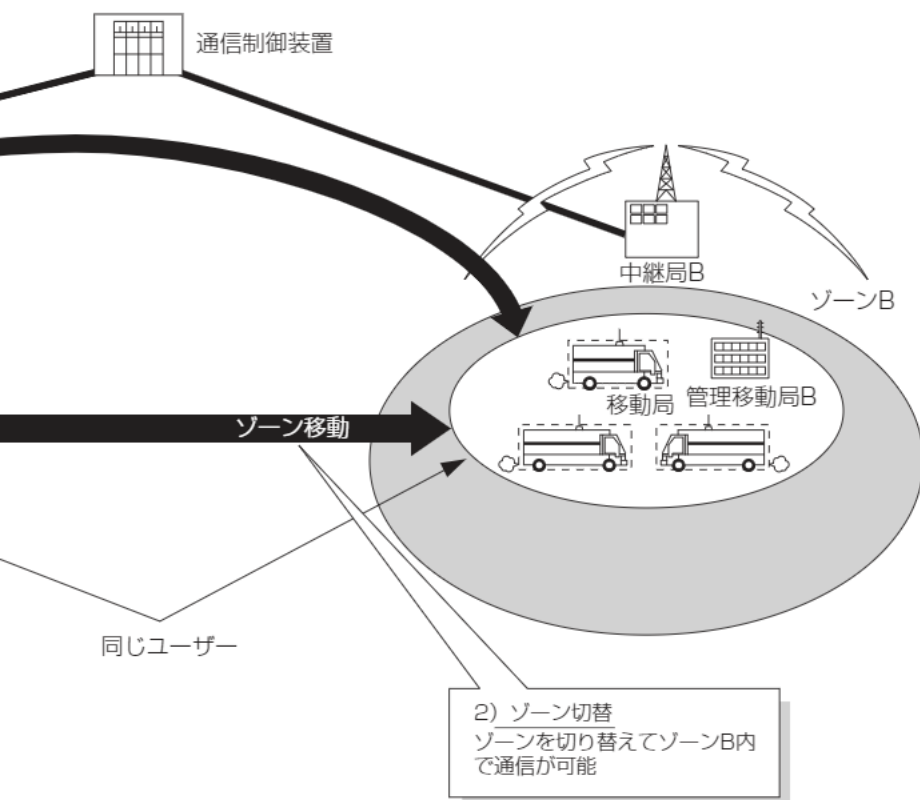 通信制御装置
中継局B
ゾーンB
移動局
管理移動局B
ゾーン移動
同じユーザー
2）ゾーン切替
ゾーンを切り替えてゾーンB内
で通信が可能